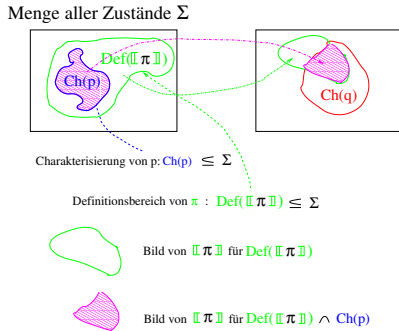 Menge aller Zustände Σ
Def(⟦π⟧)
Ch(p)
Ch(q)
Charakterisierung von p: Ch(p) ≤ Σ
Definitionsbereich von π : Def(⟦π⟧) ≤ Σ
Bild von ⟦π⟧ für Def(⟦π⟧)
Bild von ⟦π⟧ für Def(⟦π⟧) ∩ Ch(p)